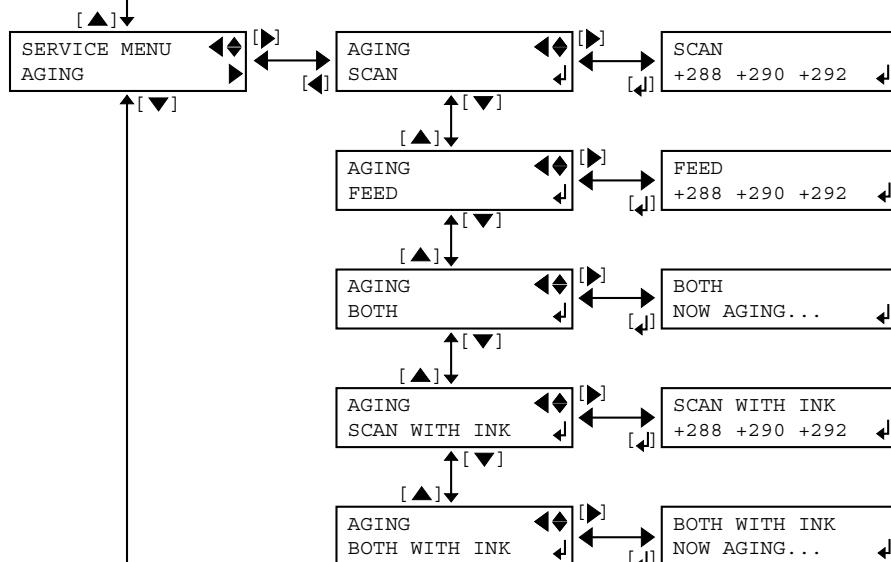 [▲]
SERVICE MENU ◀◆
AGING ▶
[▶]
[◀]
[▼]
AGING ◀◆
SCAN ↲
[▶]
[↲]
SCAN
+288 +290 +292 ↲
[▼]
[▲]
AGING ◀◆
FEED ↲
[▶]
[↲]
FEED
+288 +290 +292 ↲
[▼]
[▲]
AGING ◀◆
BOTH ↲
[▶]
[↲]
BOTH
NOW AGING... ↲
[▼]
[▲]
AGING ◀◆
SCAN WITH INK ↲
[▶]
[↲]
SCAN WITH INK
+288 +290 +292 ↲
[▼]
[▲]
AGING ◀◆
BOTH WITH INK ↲
[▶]
[↲]
BOTH WITH INK
NOW AGING... ↲